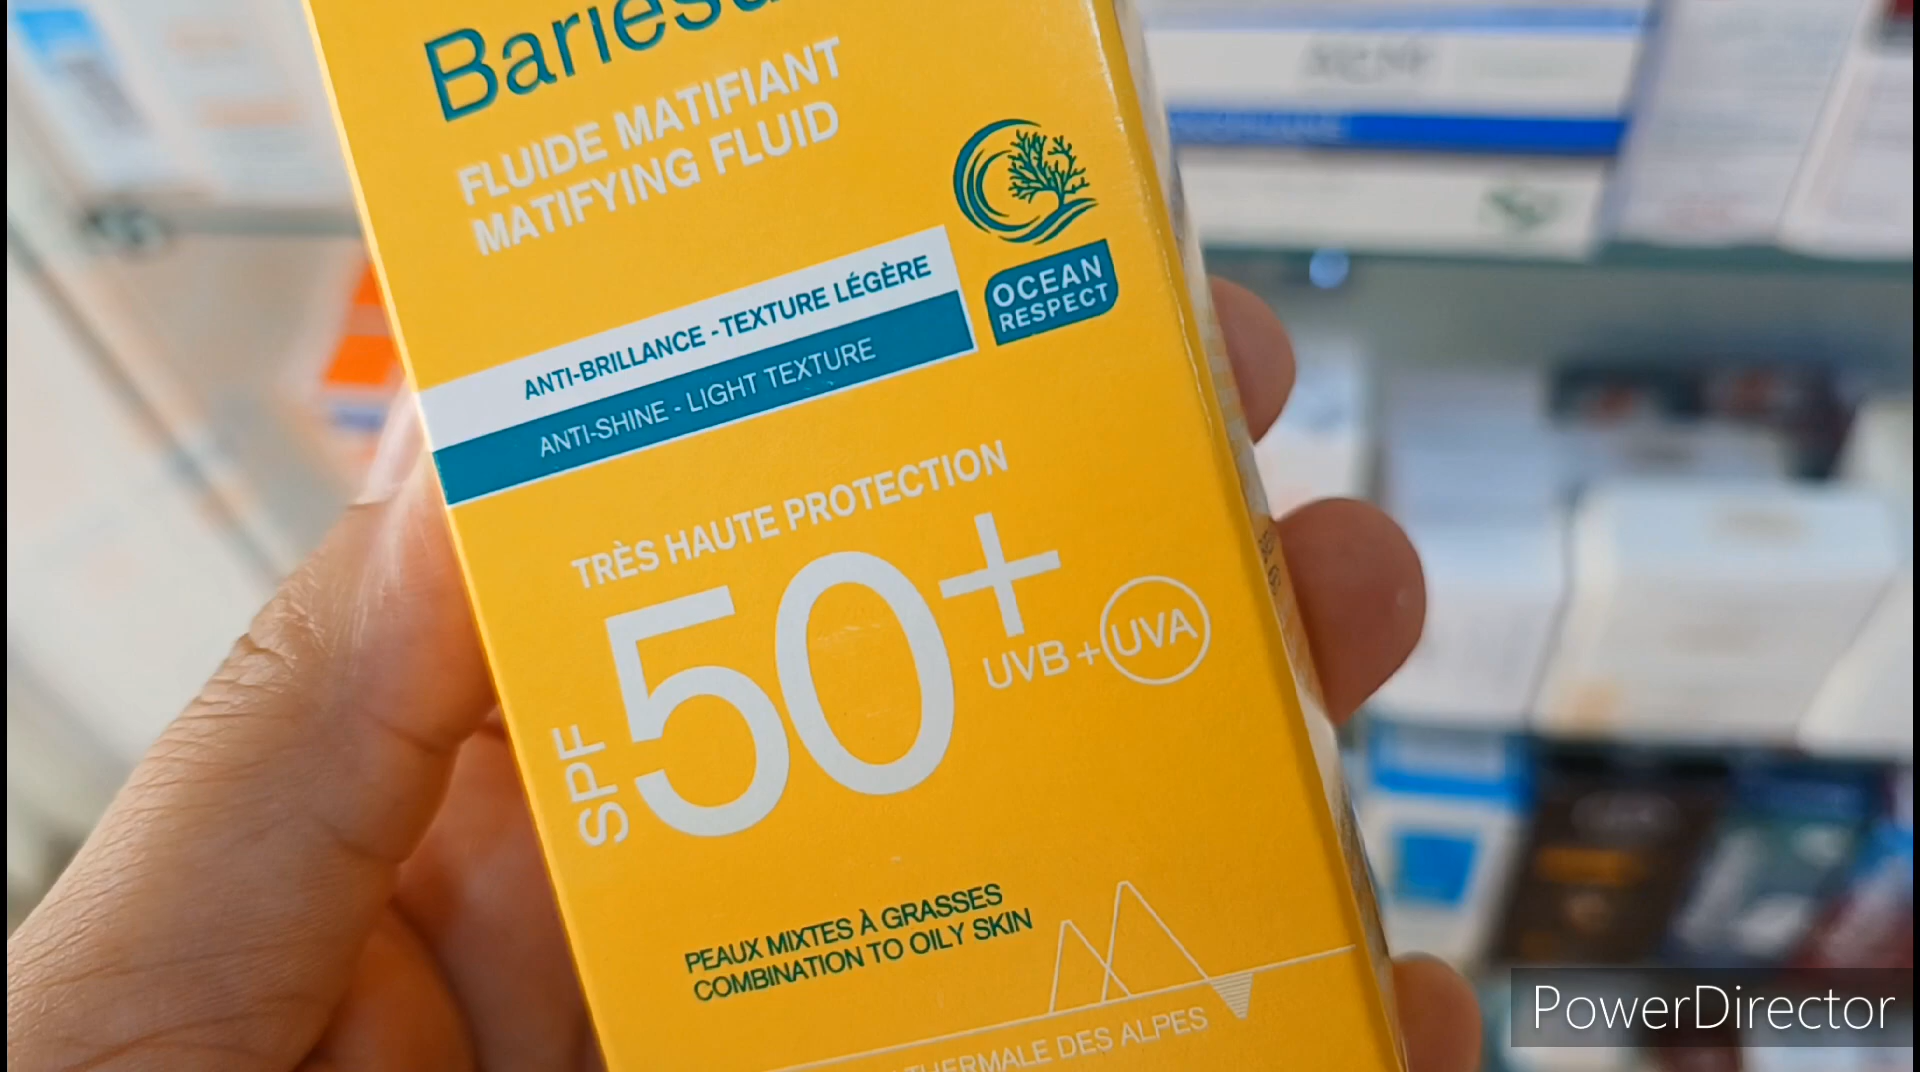 FLUIDE MATIFIANT
MATIFYING FLUID
ANTI-BRILLANCE - TEXTURE LÉGÈRE
ANTI-SHINE - LIGHT TEXTURE
OCEAN
RESPECT
TRÈS HAUTE PROTECTION
SPF 50+
UVB + UVA
PEAUX MIXTES À GRASSES
COMBINATION TO OILY SKIN
THERMALE DES ALPES
PowerDirector